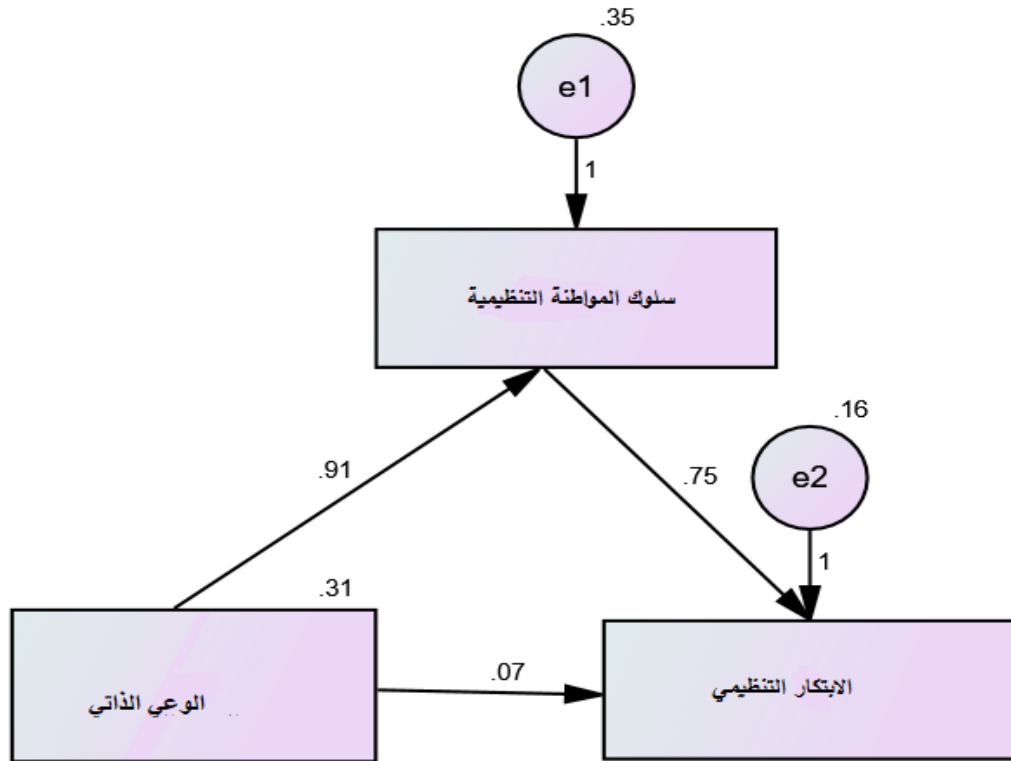 .35
e1
1
سلوك المواطنة التنظيمية
.16
.91
.75
e2
.31
1
.07
الابتكار التنظيمي
الوعي الذاتي